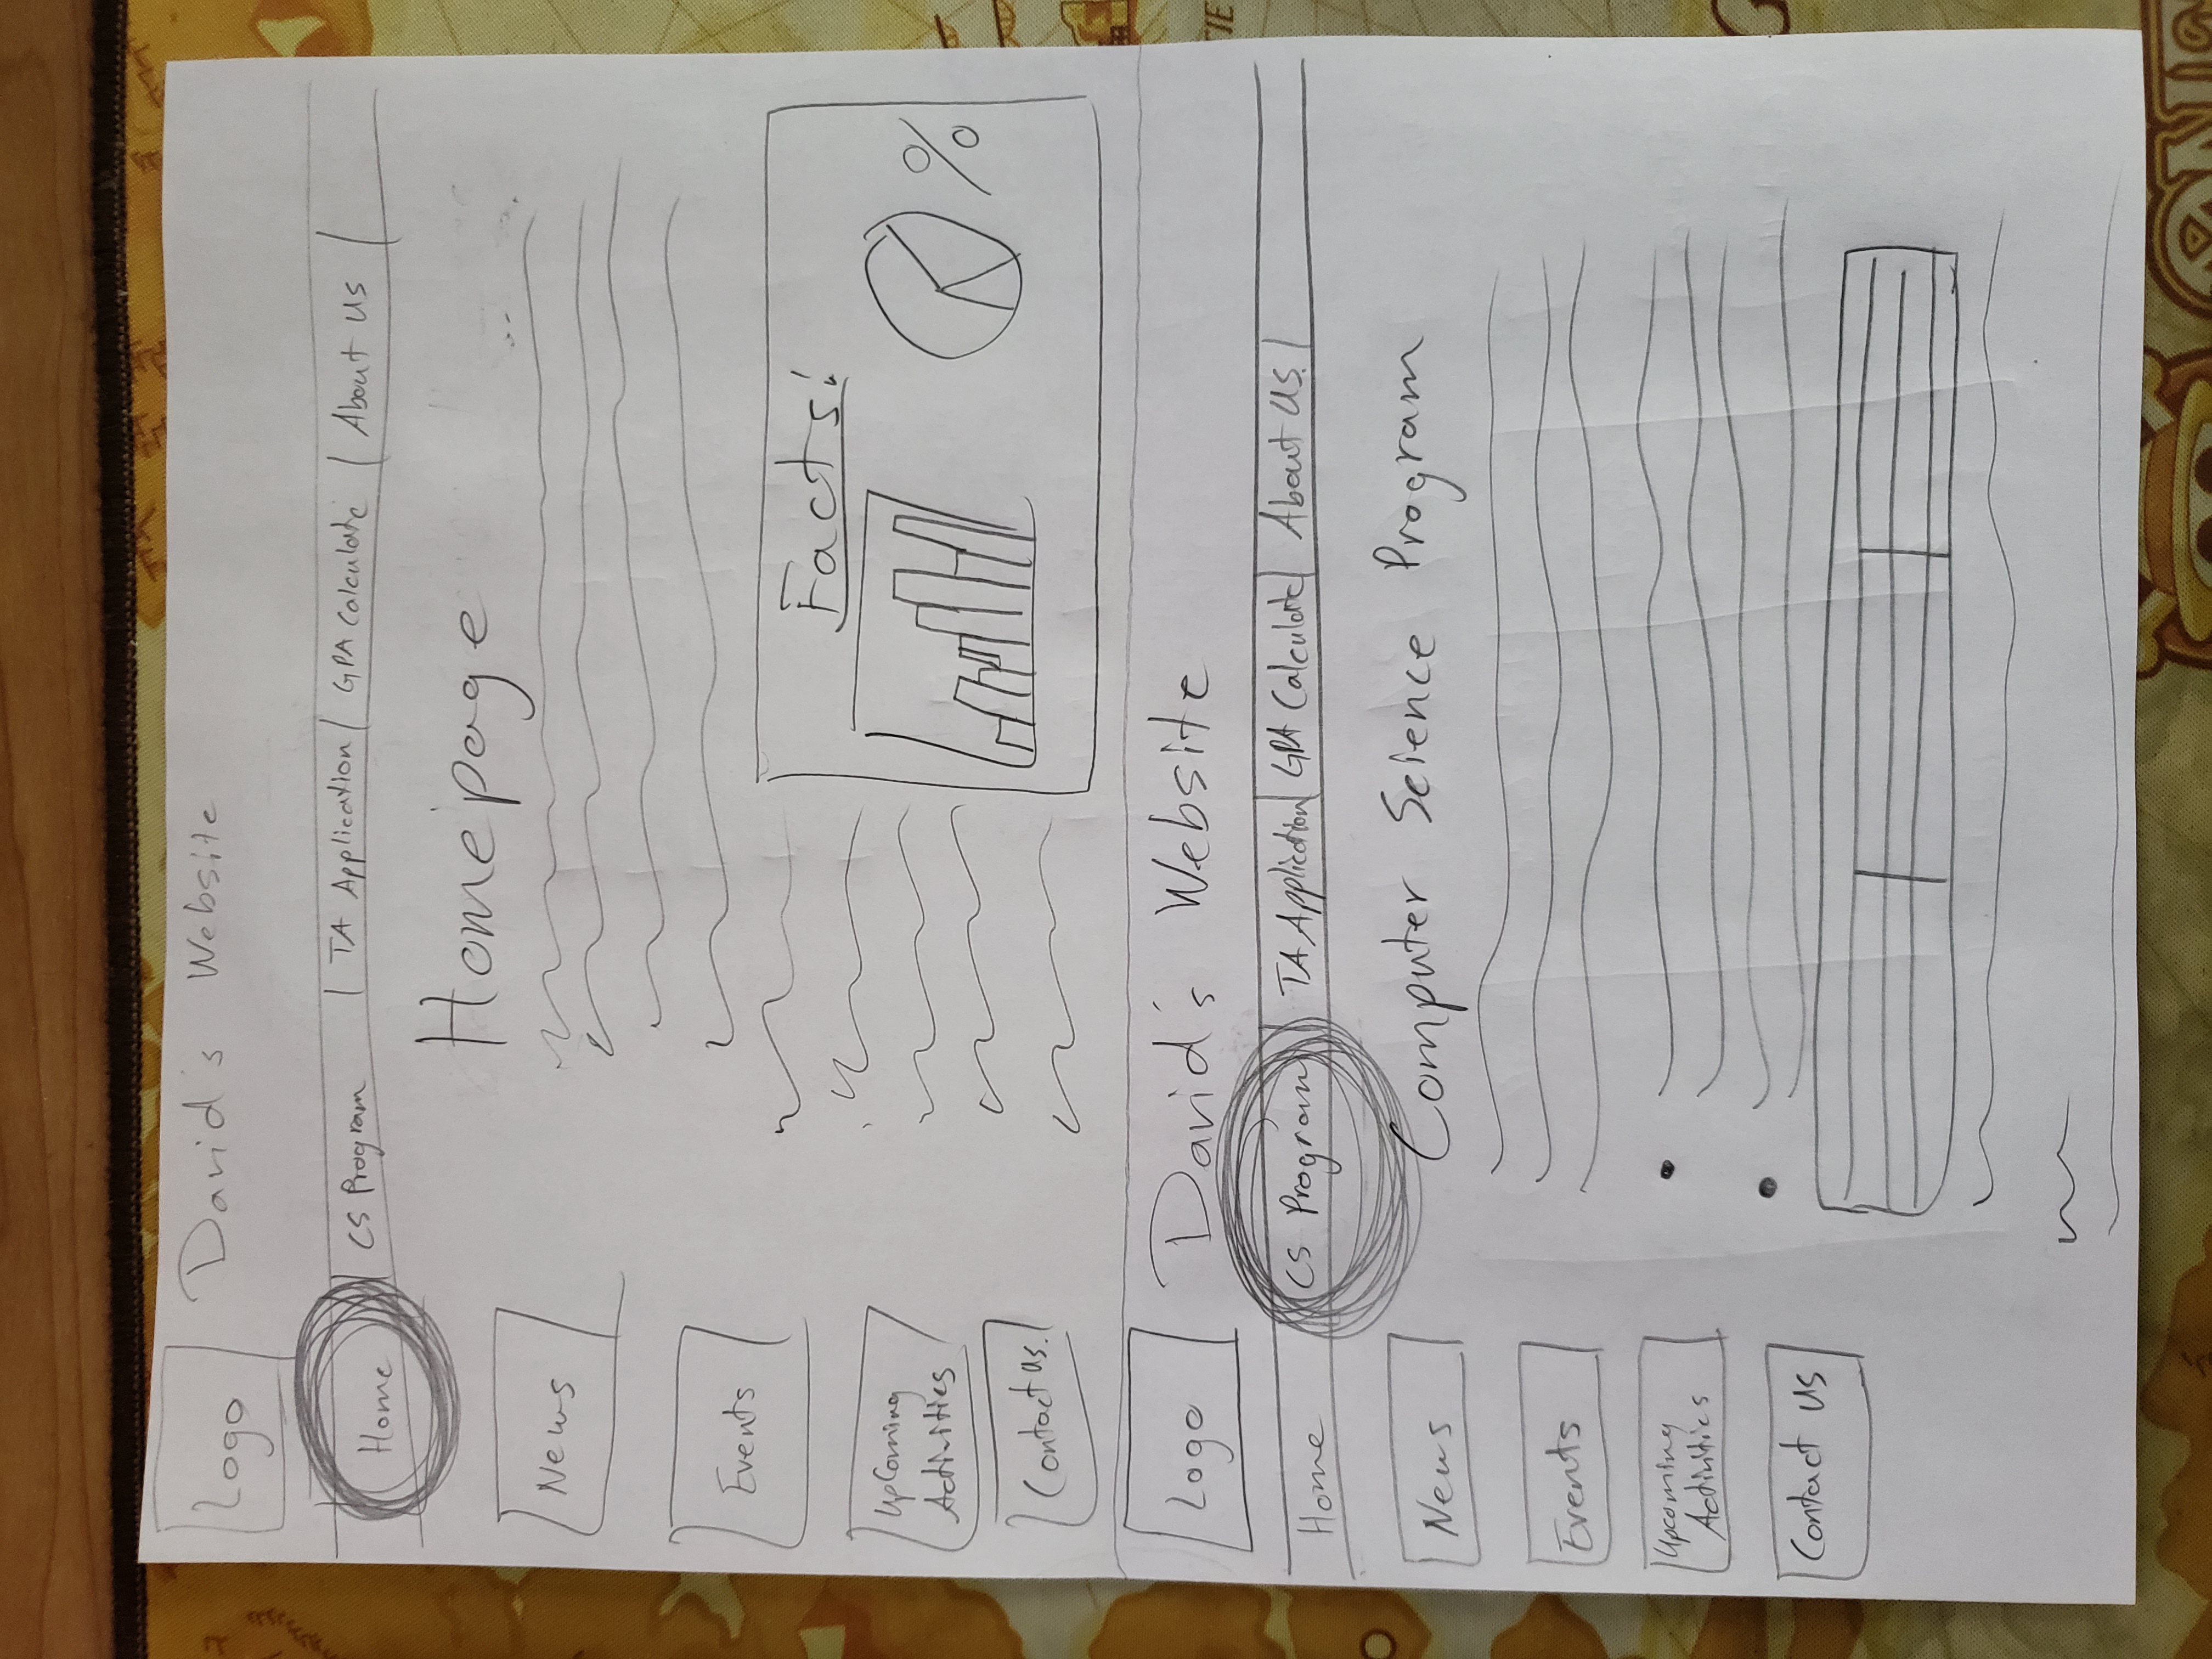 Logo
David's Website
Home
CS Program
TA Application
GPA Calculate
About Us
Homepage
News
Events
Upcoming
Activities
Contact Us.
Facts!
%
Logo
David's Website
Home
CS Program
TA Application
GPA Calculate
About Us.
Computer Science Program
News
Events
Upcoming
Activities
Contact Us
TIE